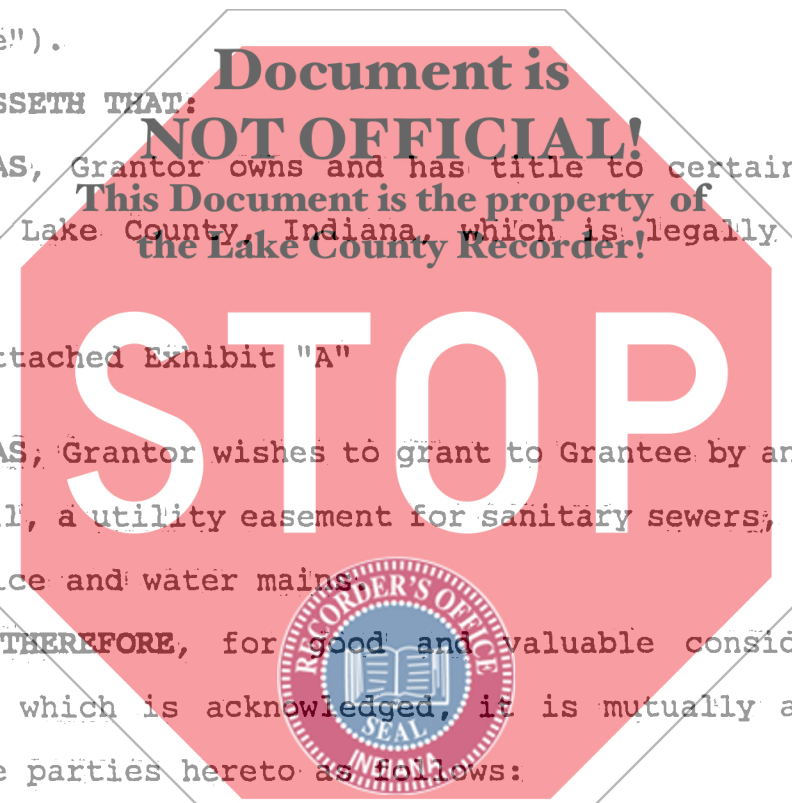 e").
Document is
SSETH THAT:
NOT OFFICIAL!
AS, Grantor owns and has title to certain
This Document is the property of
Lake County, Indiana, which is legally
the Lake County Recorder!
ttached Exhibit "A"
STOP
AS, Grantor wishes to grant to Grantee by an
l, a utility easement for sanitary sewers,
ce and water mains.
RECORDER'S OFFICE
THEREFORE, for good and valuable consid
which is acknowledged, it is mutually a
SEAL
INDIANA
e parties hereto as follows: